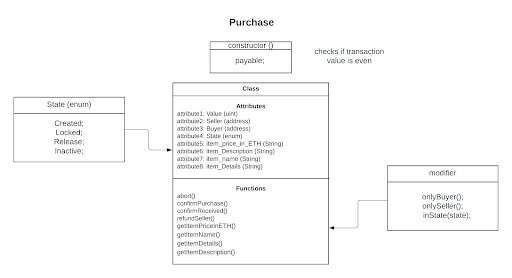 Purchase
constructor ()
payable;
checks if transaction
value is even
State (enum)
Created;
Locked;
Release;
Inactive;
Class
Attributes
attribute1: Value (uint)
attribute2: Seller (address)
attribute3: Buyer (address)
attribute4: State (enum)
attribute5: item_price_in_ETH (String)
attribute6: item_Description (String)
attribute7: item_name (String)
attribute8: item_Details (String)
Functions
abort()
confirmPurchase()
confirmReceived()
refundSeller()
getItemPriceInETH()
getItemName()
getItemDetails()
getItemDescription()
modifier
onlyBuyer();
onlySeller();
inState(state);